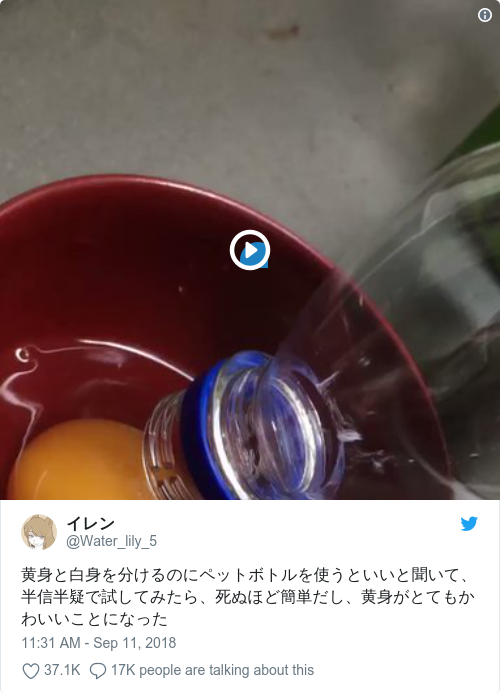 イレン
@Water_lily_5
黄身と白身を分けるのにペットボトルを使うといいと聞いて、
半信半疑で試してみたら、死ぬほど簡単だし、黄身がとてもか
わいいことになった
11:31 AM - Sep 11, 2018
37.1K 17K people are talking about this